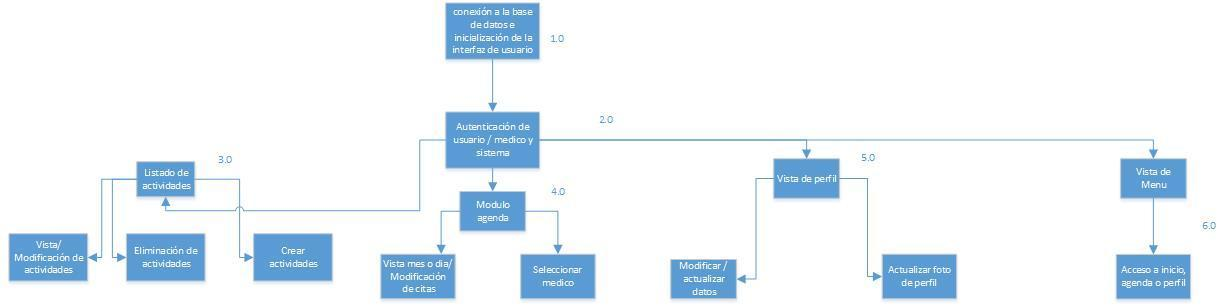 conexión a la base
de datos e
inicialización de la
interfaz de usuario
1.0
Autenticación de
usuario / medico y
sistema
2.0
Listado de
actividades
3.0
Vista/
Modificación de
actividades
Eliminación de
actividades
Crear
actividades
Modulo
agenda
4.0
Vista mes o dia/
Modificación
de citas
Seleccionar
medico
Vista de perfil
5.0
Modificar /
actualizar
datos
Actualizar foto
de perfil
Vista de
Menu
6.0
Acceso a inicio,
agenda o perfil